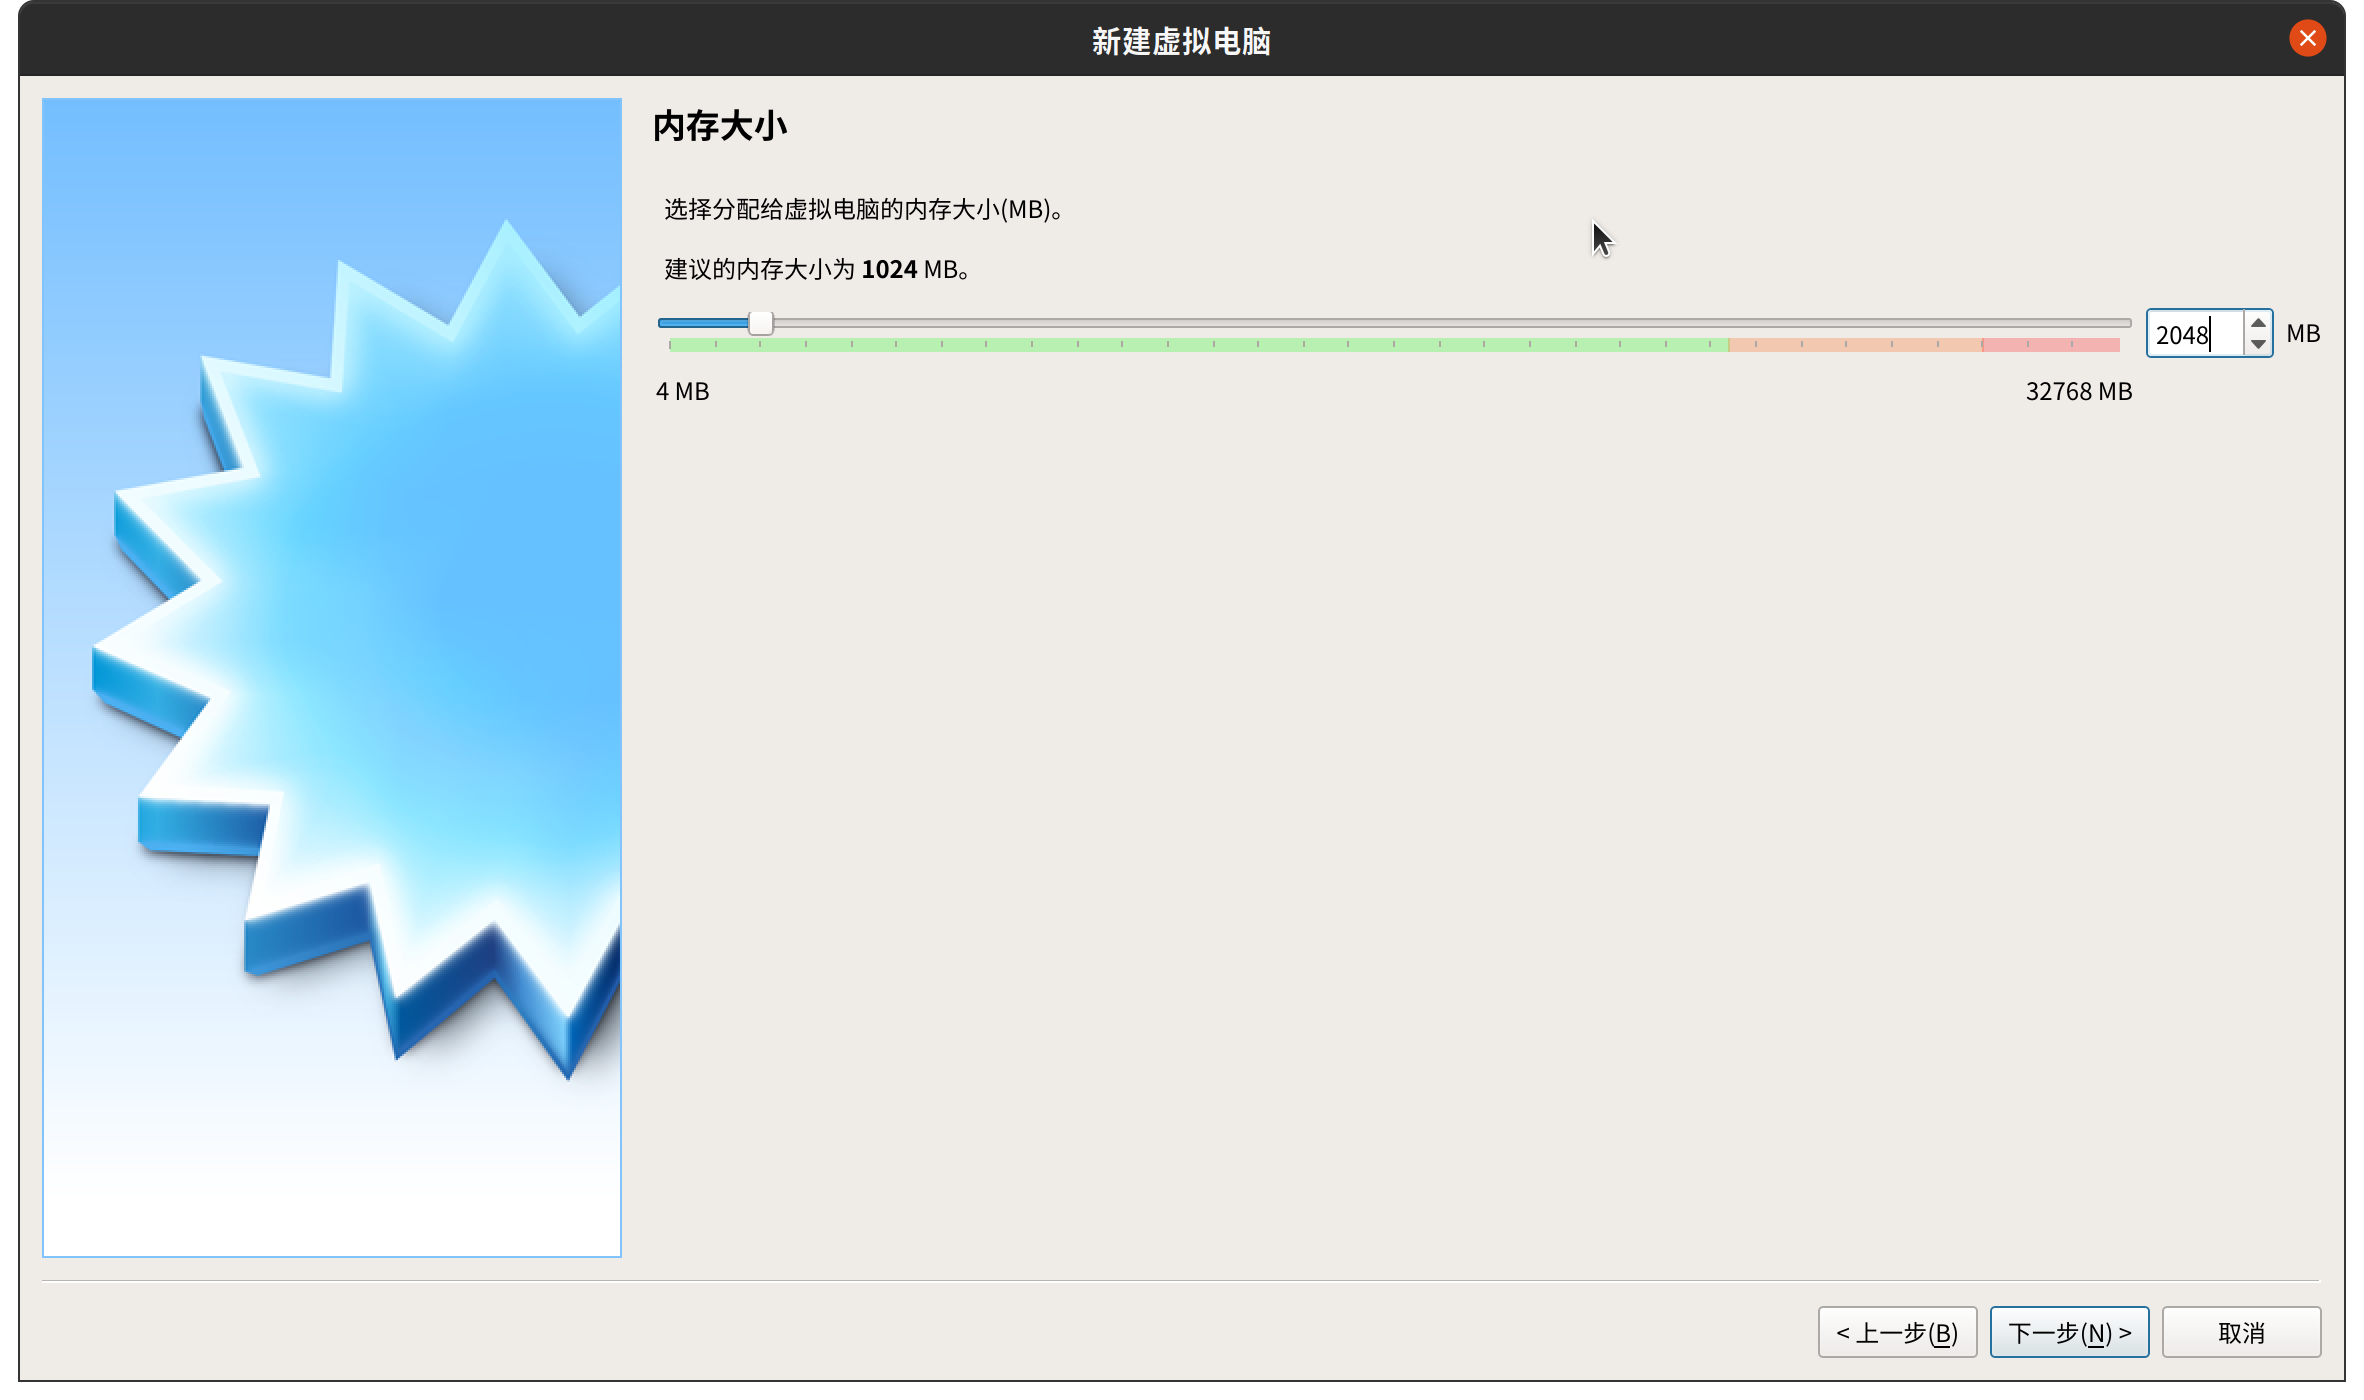 新建虚拟电脑
内存大小
选择分配给虚拟电脑的内存大小(MB)。
建议的内存大小为 1024 MB。
2048 MB
4 MB 32768 MB
< 上一步(B) 下一步(N) > 取消